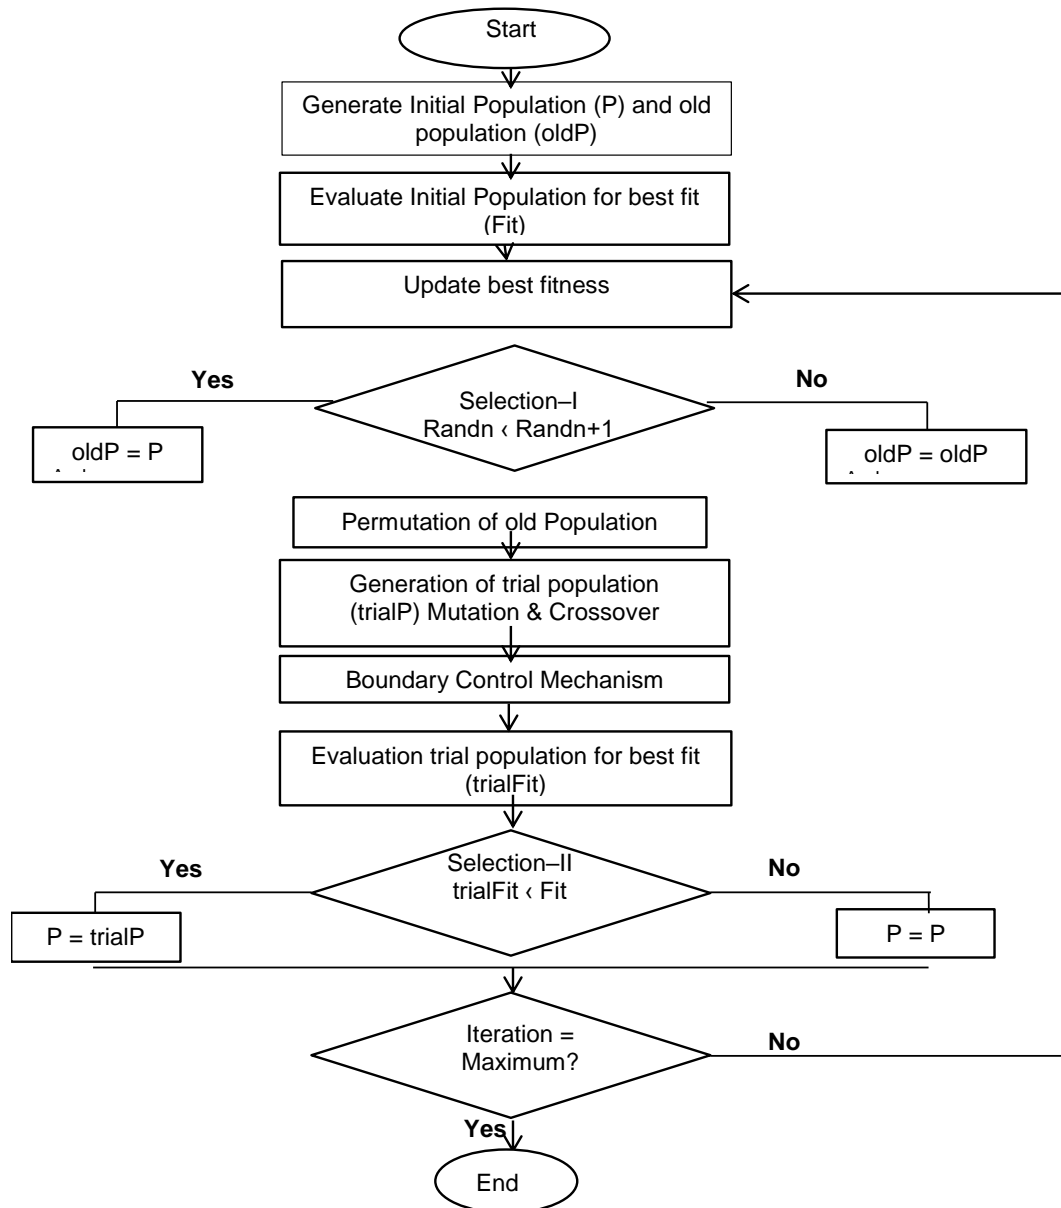 Start
Generate Initial Population (P) and old
population (oldP)
Evaluate Initial Population for best fit
(Fit)
Update best fitness
Yes
No
Selection–I
Randn ‹ Randn+1
oldP = P
oldP = oldP
Permutation of old Population
Generation of trial population
(trialP) Mutation & Crossover
Boundary Control Mechanism
Evaluation trial population for best fit
(trialFit)
Yes
No
Selection–II
trialFit ‹ Fit
P = trialP
P = P
Iteration =
Maximum?
No
Yes
End